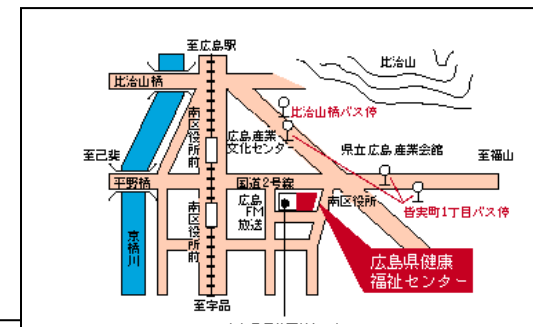 至広島駅
比治山
比治山橋
比治山橋バス停
南区役所前
広島産業
文化センター
県立広島産業会館
至己斐
至福山
平野橋
国道2号線
広島
FM
放送
南区役所
皆実町1丁目バス停
南区役所前
京橋川
広島県健康
福祉センター
至宇品